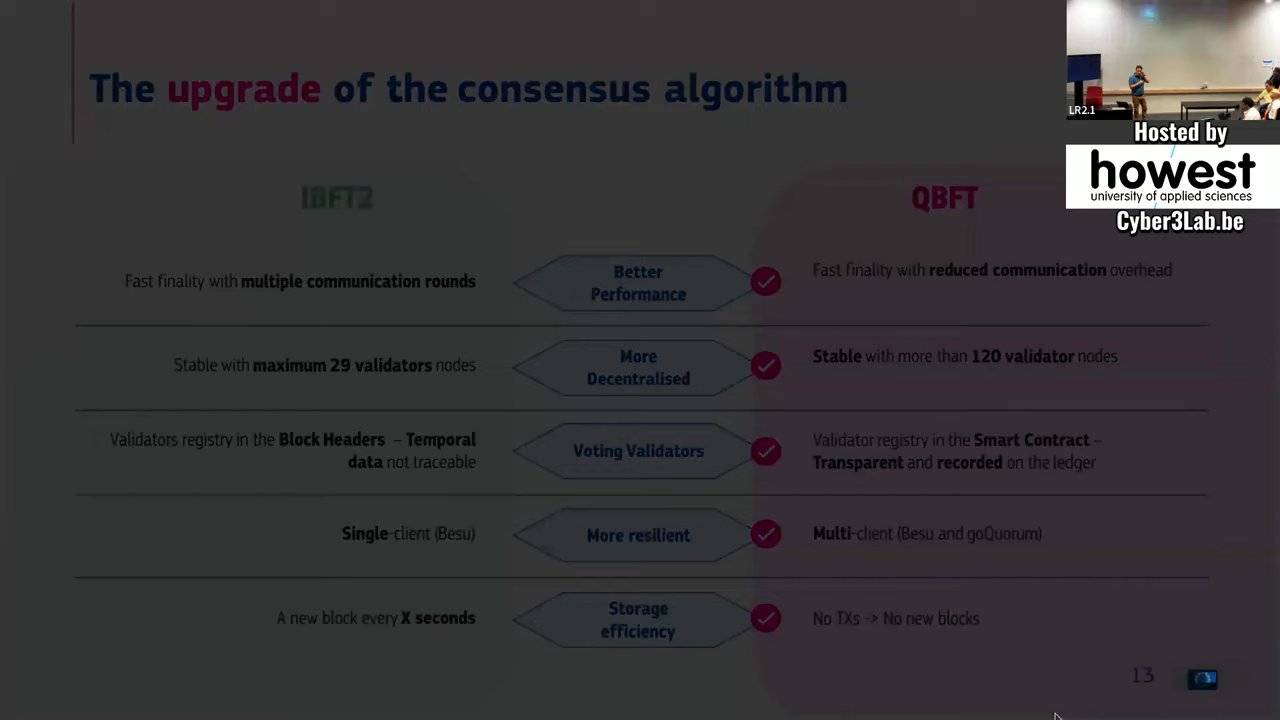 The upgrade of the consensus algorithm
LR2.1
Hosted by
howest
university of applied sciences
Cyber3Lab.be
IBFT2
QBFT
Fast finality with multiple communication rounds
Better
Performance
Fast finality with reduced communication overhead
Stable with maximum 29 validators nodes
More
Decentralised
Stable with more than 120 validator nodes
Validators registry in the Block Headers – Temporal
data not traceable
Voting Validators
Validator registry in the Smart Contract –
Transparent and recorded on the ledger
Single-client (Besu)
More resilient
Multi-client (Besu and goQuorum)
A new block every X seconds
Storage
efficiency
No TXs -> No new blocks
13